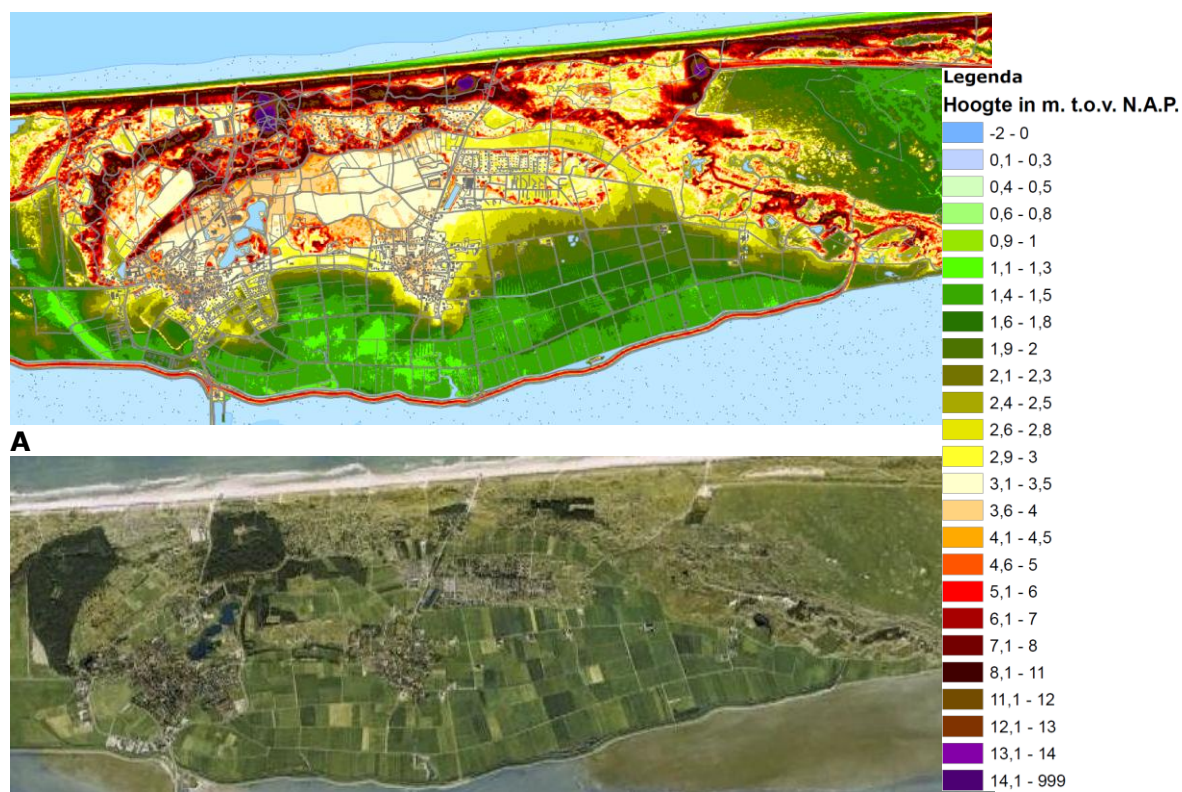 Legenda
Hoogte in m. t.o.v. N.A.P.
-2 - 0
0,1 - 0,3
0,4 - 0,5
0,6 - 0,8
0,9 - 1
1,1 - 1,3
1,4 - 1,5
1,6 - 1,8
1,9 - 2
2,1 - 2,3
2,4 - 2,5
2,6 - 2,8
2,9 - 3
3,1 - 3,5
3,6 - 4
4,1 - 4,5
4,6 - 5
5,1 - 6
6,1 - 7
7,1 - 8
8,1 - 11
11,1 - 12
12,1 - 13
13,1 - 14
14,1 - 999
A